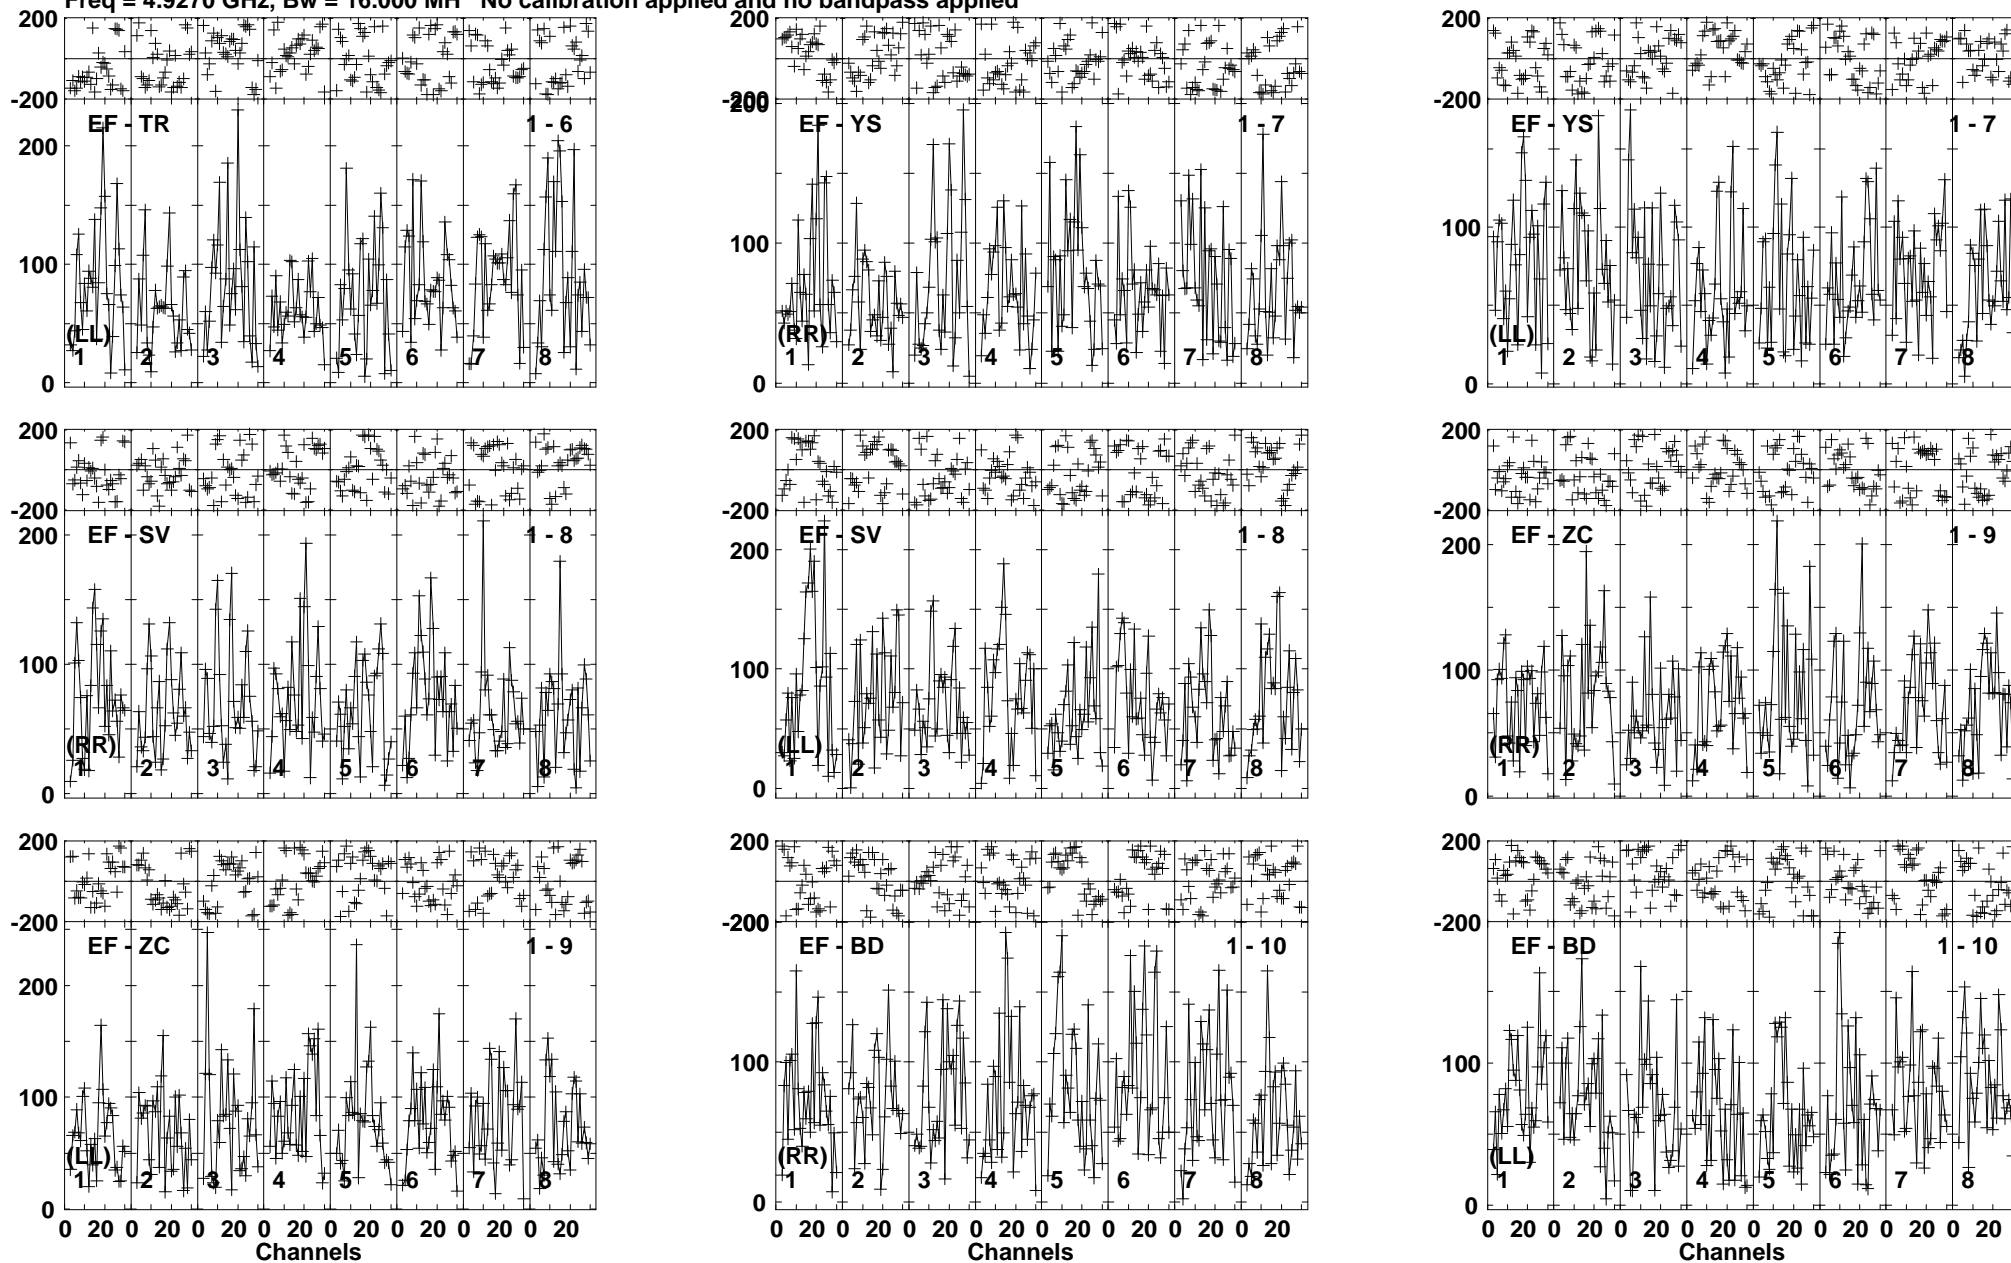 Freq = 4.9270 GHz, Bw = 16.000 MH No calibration applied and no bandpass applied
200 200 200
-200 -200 -200
EF - TR 1 - 6 200 EF - YS 1 - 7 EF - YS 1 - 7
200
100 100 100
(LL) (RR) (LL)
1 2 3 4 5 6 7 8 1 2 3 4 5 6 7 8 1 2 3 4 5 6 7 8
0 0 0
200 200 200
-200 -200 -200
EF - SV 1 - 8 EF - SV 1 - 8 EF - ZC 1 - 9
200 200 200
100 100 100
(RR) (LL) (RR)
1 2 3 4 5 6 7 8 1 2 3 4 5 6 7 8 1 2 3 4 5 6 7 8
0 0 0
200 200 200
-200 -200 -200
EF - ZC 1 - 9 200 EF - BD 1 - 10 EF - BD 1 - 10
200
100 100 100
(LL) (RR) (LL)
1 2 3 4 5 6 7 8 1 2 3 4 5 6 7 8 1 2 3 4 5 6 7 8
0 0 0
0 20 0 20 0 20 0 20 0 20 0 20 0 20 0 20 0 20 0 20 0 20 0 20 0 20 0 20 0 20 0 20 0 20 0 20 0 20 0 20 0 20 0 20 0 20 0 20
Channels Channels Channels